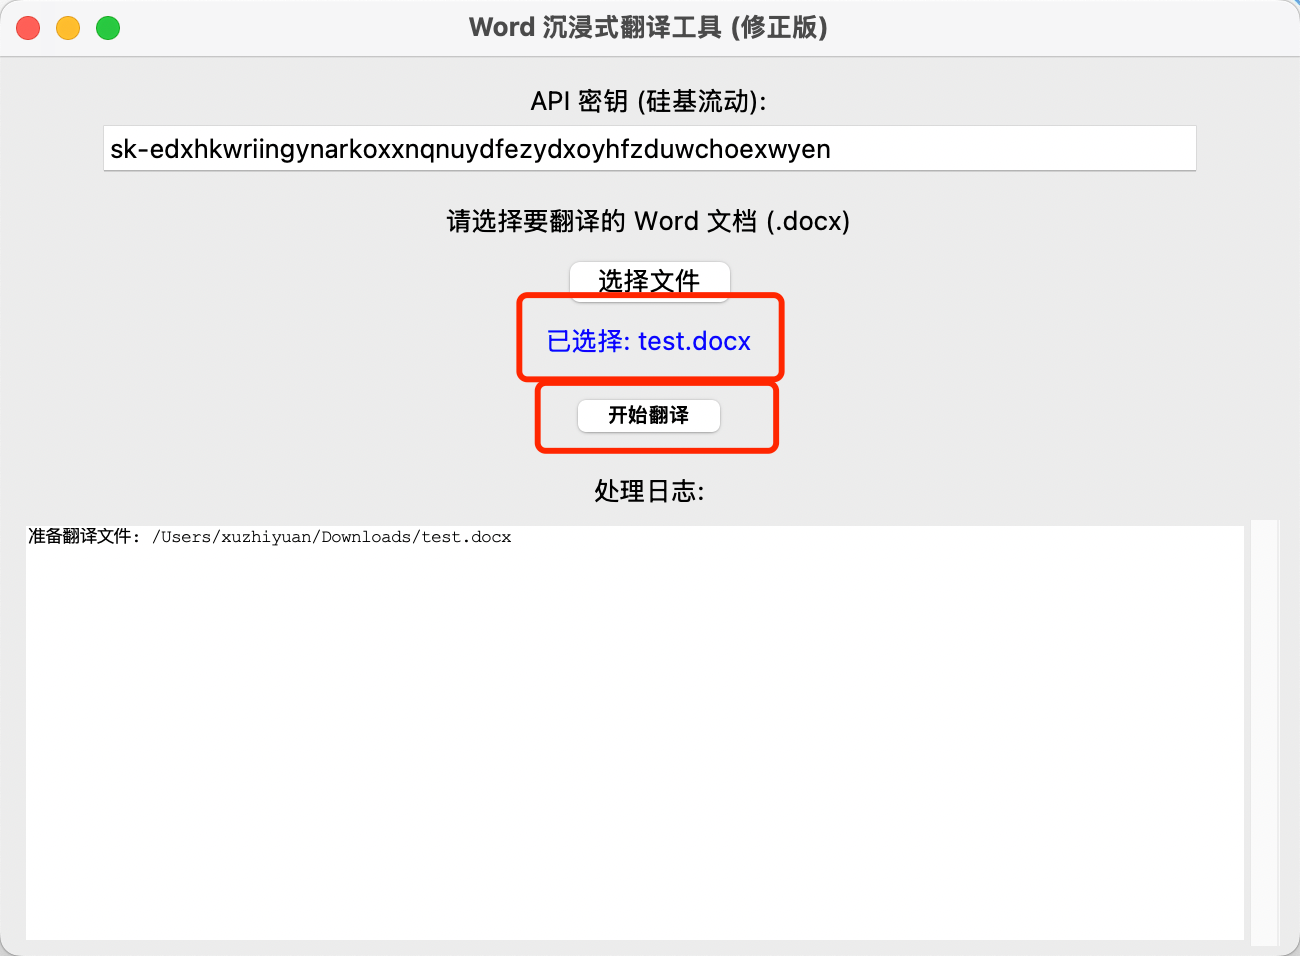 Word 沉浸式翻译工具 (修正版)
API 密钥 (硅基流动):
sk-edxhkwriingynarkoxxnqnuydfezydxoyhfzduwchoexwyen
请选择要翻译的 Word 文档 (.docx)
选择文件
已选择: test.docx
开始翻译
处理日志:
准备翻译文件: /Users/xuzhiyuan/Downloads/test.docx